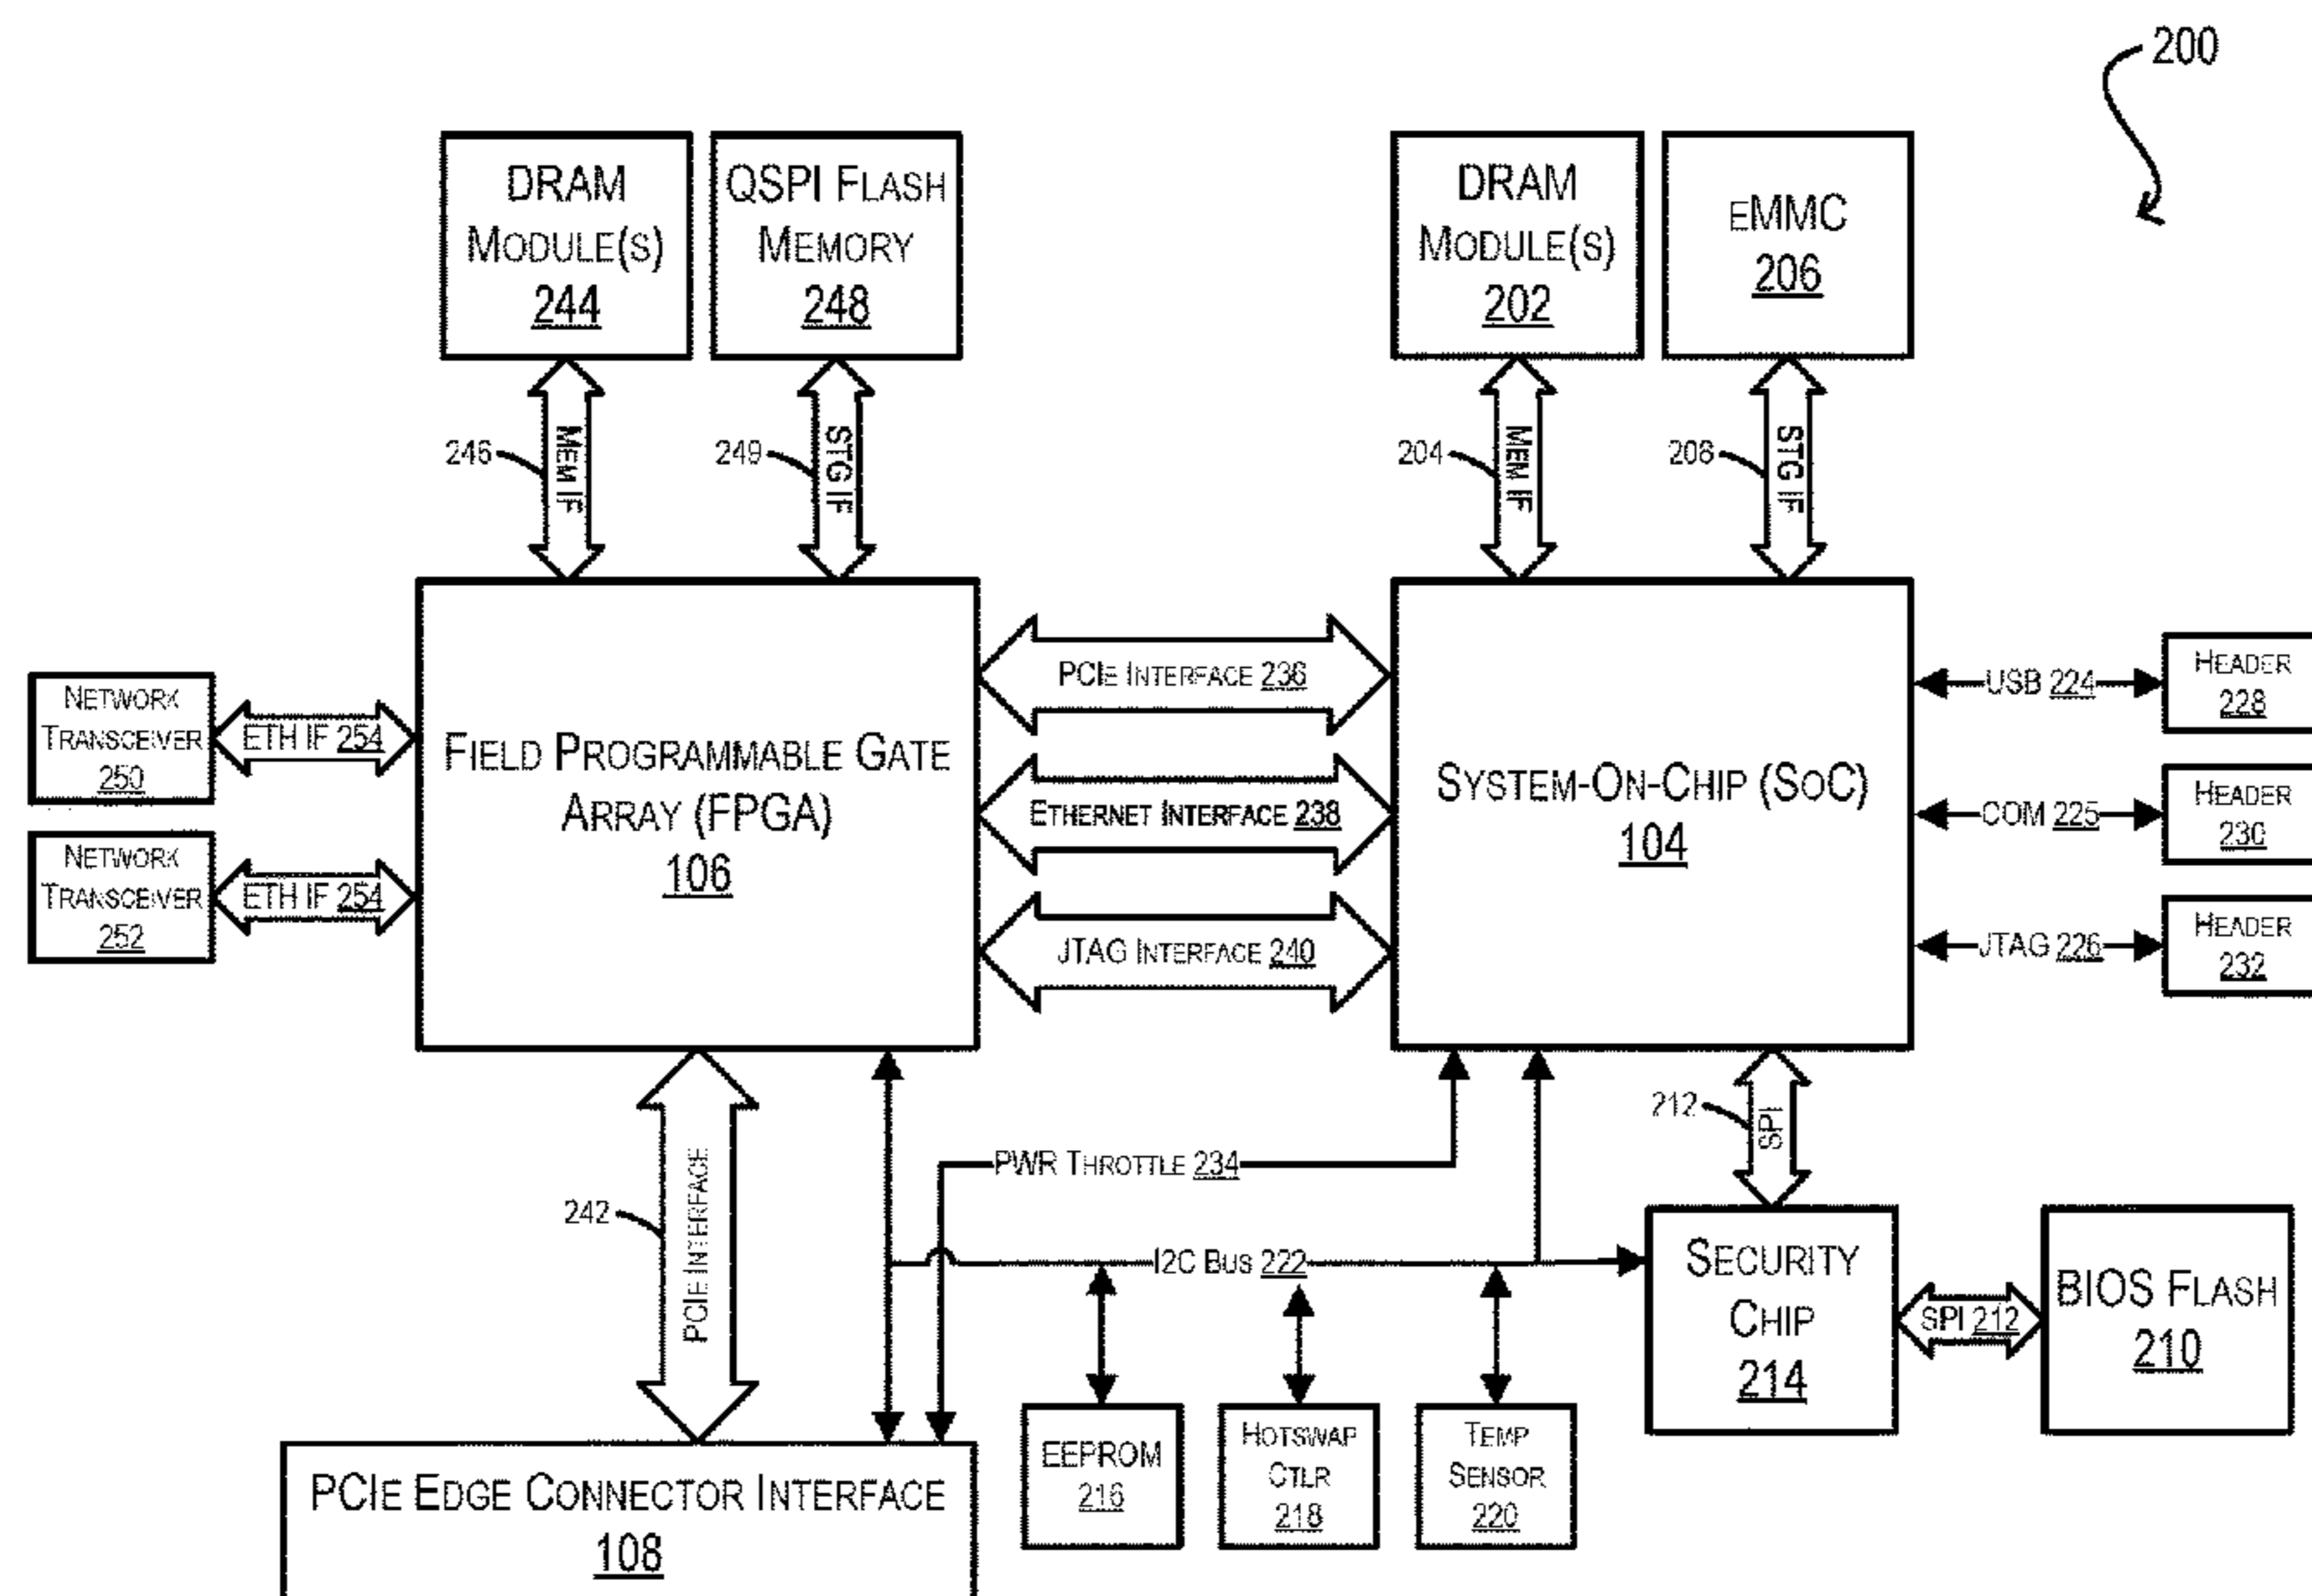 200
DRAM
MODULE(S)
244
QSPI FLASH
MEMORY
248
DRAM
MODULE(S)
202
EMMC
206
246
MEM IF
249
STG IF
204
MEM IF
208
STG IF
NETWORK
TRANSCEIVER
250
ETH IF 254
NETWORK
TRANSCEIVER
252
ETH IF 254
FIELD PROGRAMMABLE GATE
ARRAY (FPGA)
106
PCIE INTERFACE 236
ETHERNET INTERFACE 238
JTAG INTERFACE 240
SYSTEM-ON-CHIP (SOC)
104
USB 224
HEADER
228
COM 225
HEADER
230
JTAG 226
HEADER
232
242
PCIE INTERFACE
PWR THROTTLE 234
I2C BUS 222
212
SPI
SECURITY
CHIP
214
SPI 212
BIOS FLASH
210
EEPROM
216
HOTSWAP
CTLR
218
TEMP
SENSOR
220
PCIE EDGE CONNECTOR INTERFACE
108